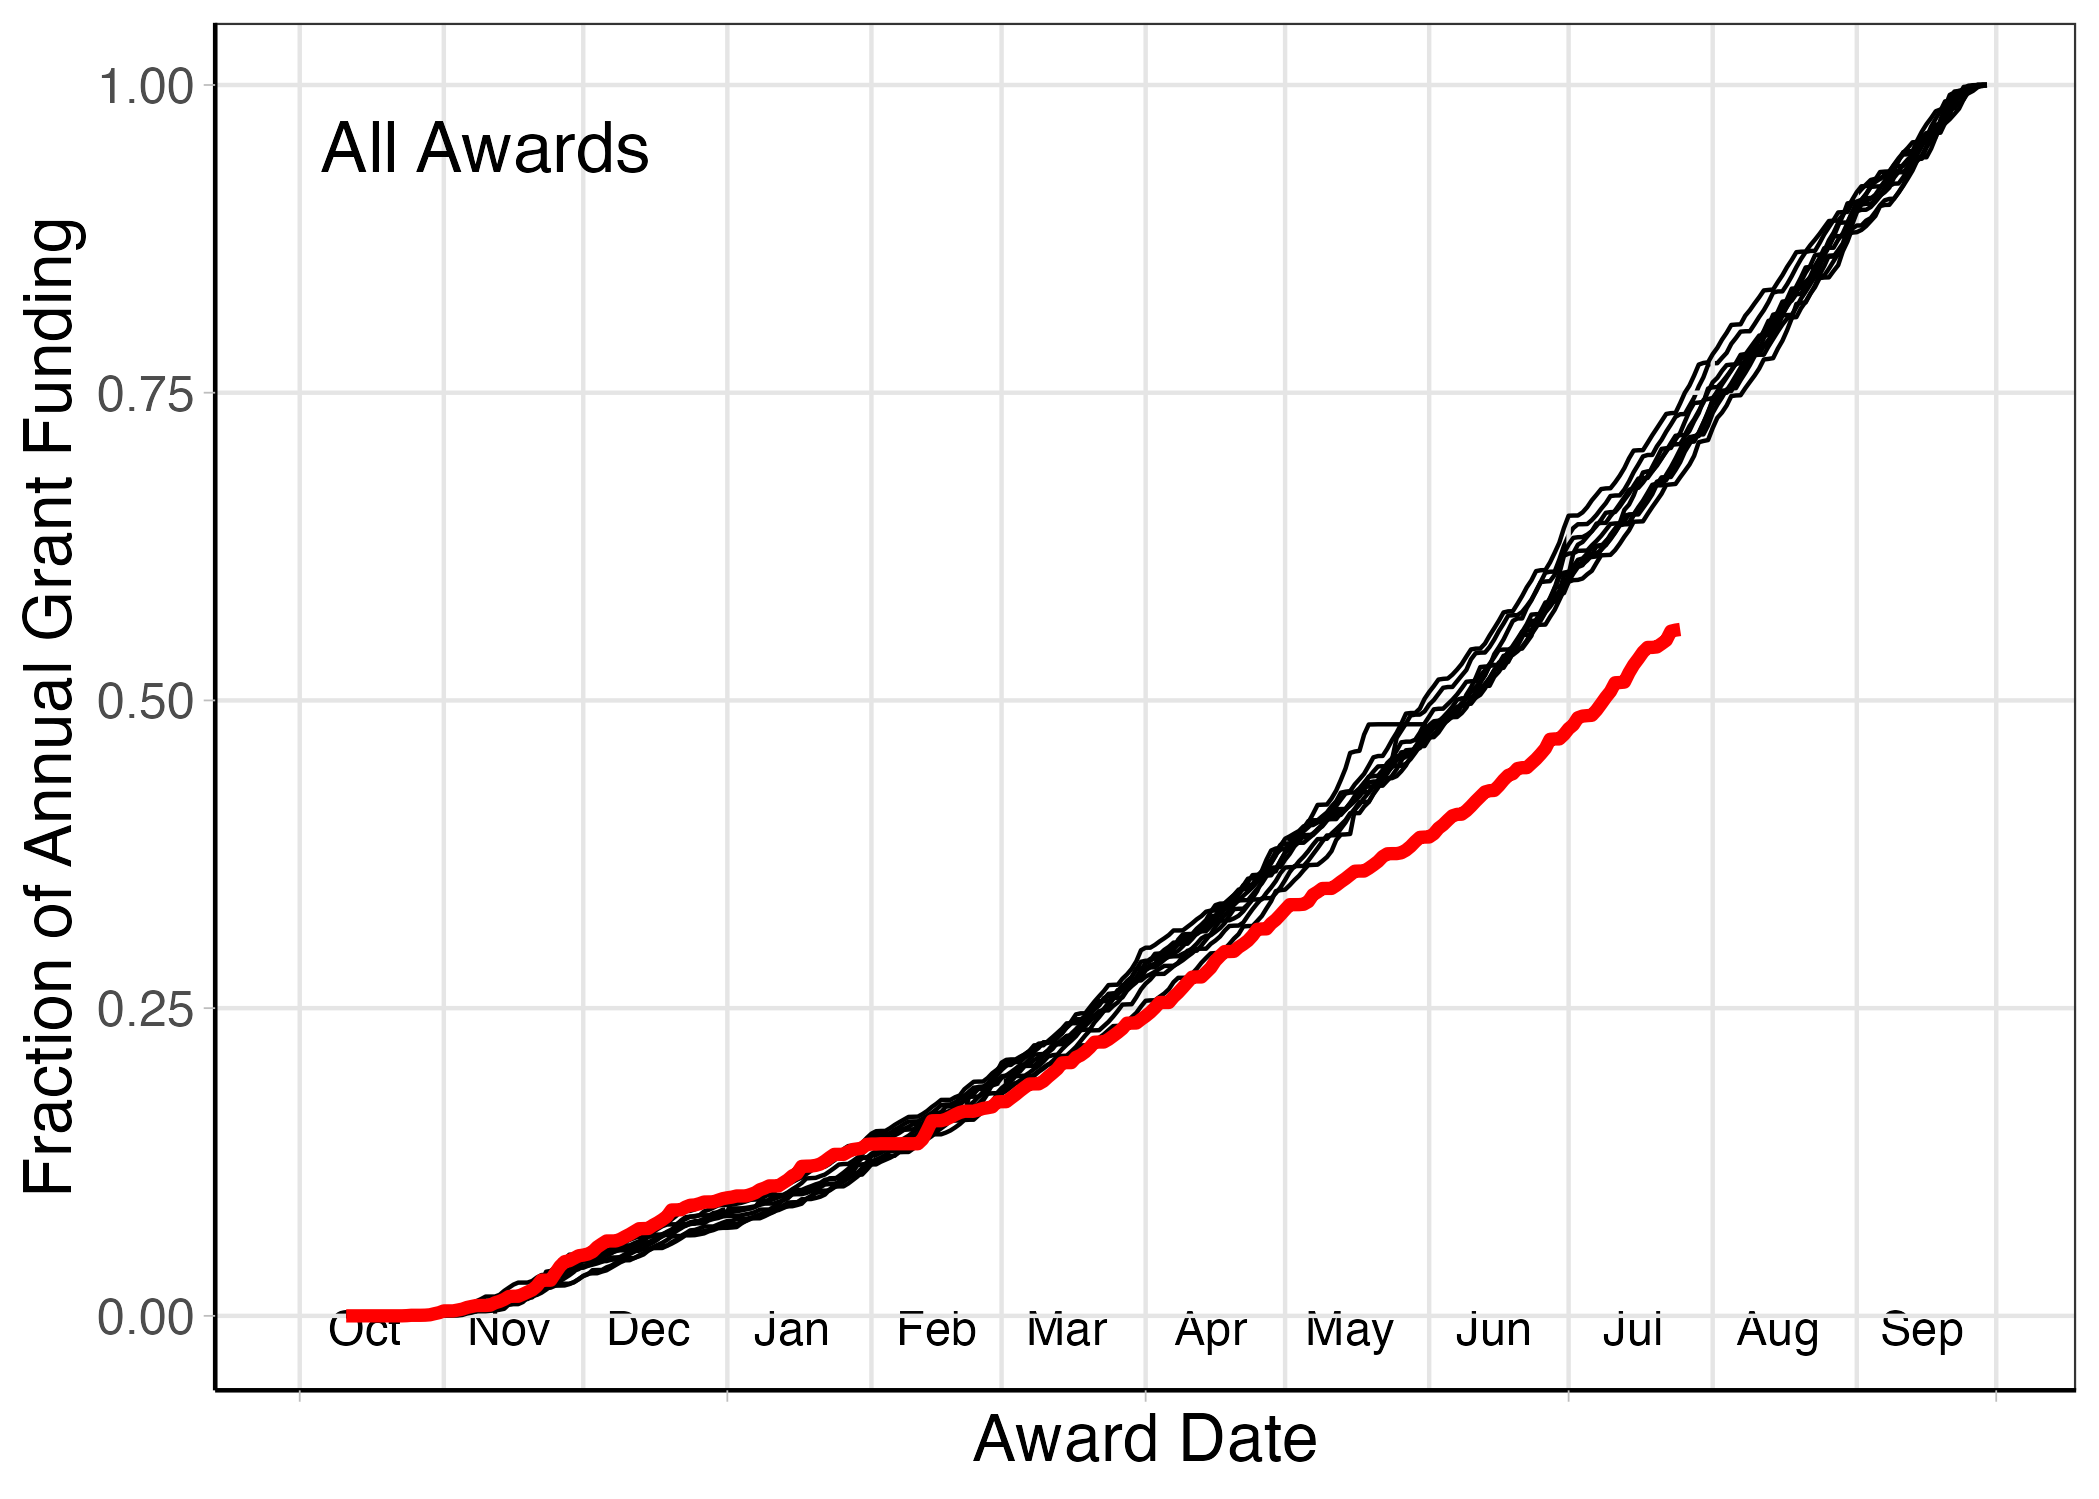 1.00
All Awards
0.75
0.50
0.25
0.00
Fraction of Annual Grant Funding
Oct Nov Dec Jan Feb Mar Apr May Jun Jul Aug Sep
Award Date